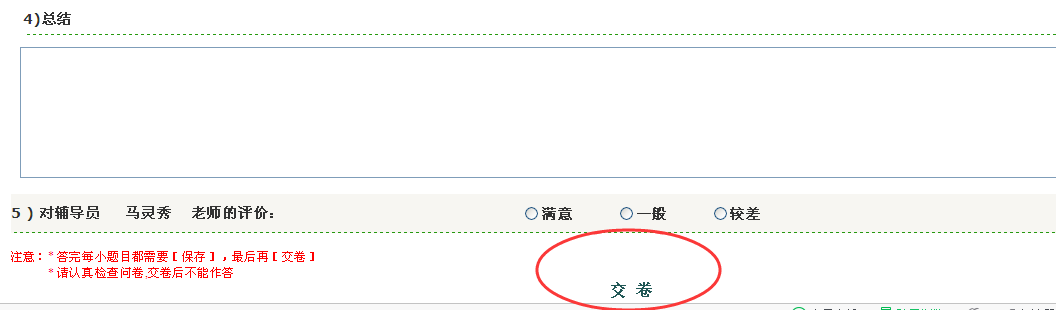 4)总结
5 ) 对辅导员 马灵秀 老师的评价: 满意 一般 较差
注意：* 答完每小题目都需要 [ 保存 ] ，最后再 [ 交卷 ]
* 请认真检查问卷,交卷后不能作答
交 卷